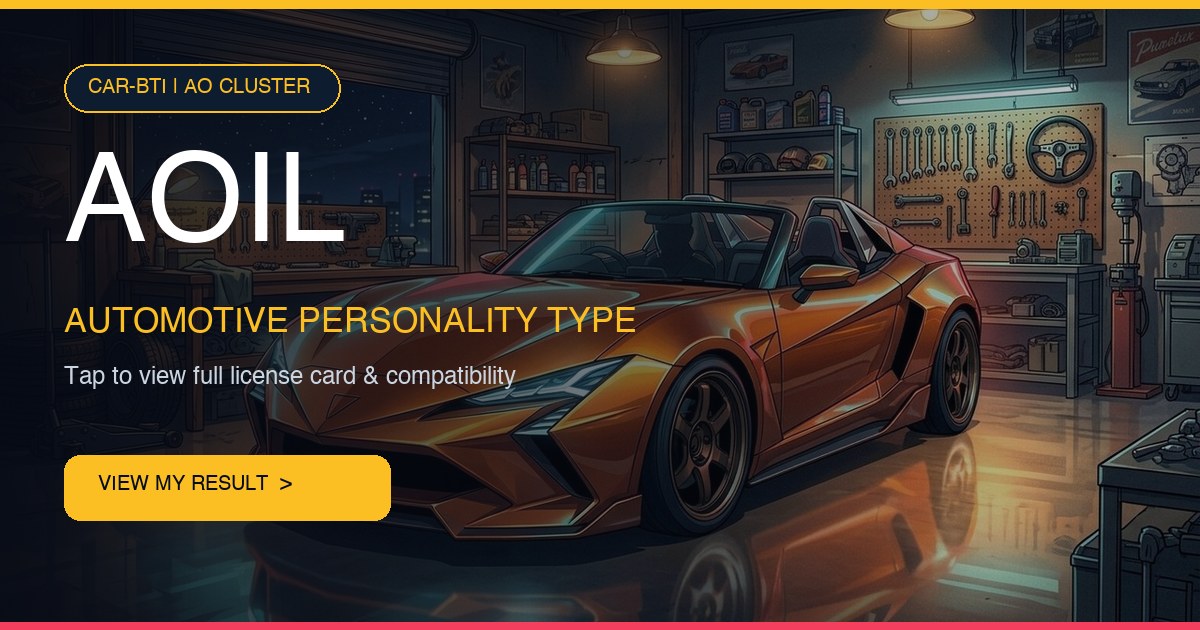 CAR-BTI | AO CLUSTER
AOIL
AUTOMOTIVE PERSONALITY TYPE
Tap to view full license card & compatibility
VIEW MY RESULT >